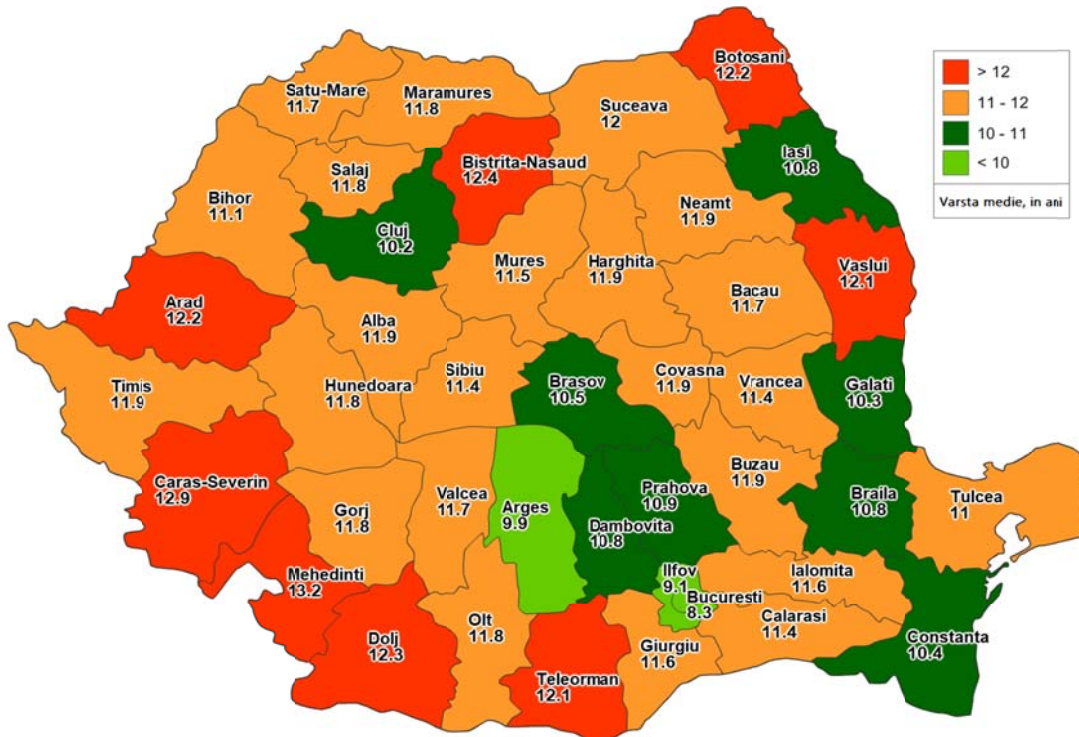 Botosani
12.2
> 12
11 - 12
10 - 11
< 10
Varsta medie, in ani
Satu-Mare
11.7
Maramures
11.8
Suceava
12
Iasi
10.8
Bistrita-Nasaud
12.4
Salaj
11.8
Bihor
11.1
Cluj
10.2
Neamt
11.9
Mures
11.5
Harghita
11.9
Vaslui
12.1
Bacau
11.7
Arad
12.2
Alba
11.9
Sibiu
11.4
Brasov
10.5
Covasna
11.9
Vrancea
11.4
Galati
10.3
Timis
11.9
Hunedoara
11.8
Caras-Severin
12.9
Gorj
11.8
Valcea
11.7
Arges
9.9
Prahova
10.9
Dambovita
10.8
Buzau
11.9
Braila
10.8
Tulcea
11
Mehedinti
13.2
Ilfov
9.1
Bucuresti
8.3
Ialomita
11.6
Calarasi
11.4
Constanta
10.4
Dolj
12.3
Olt
11.8
Teleorman
12.1
Giurgiu
11.6